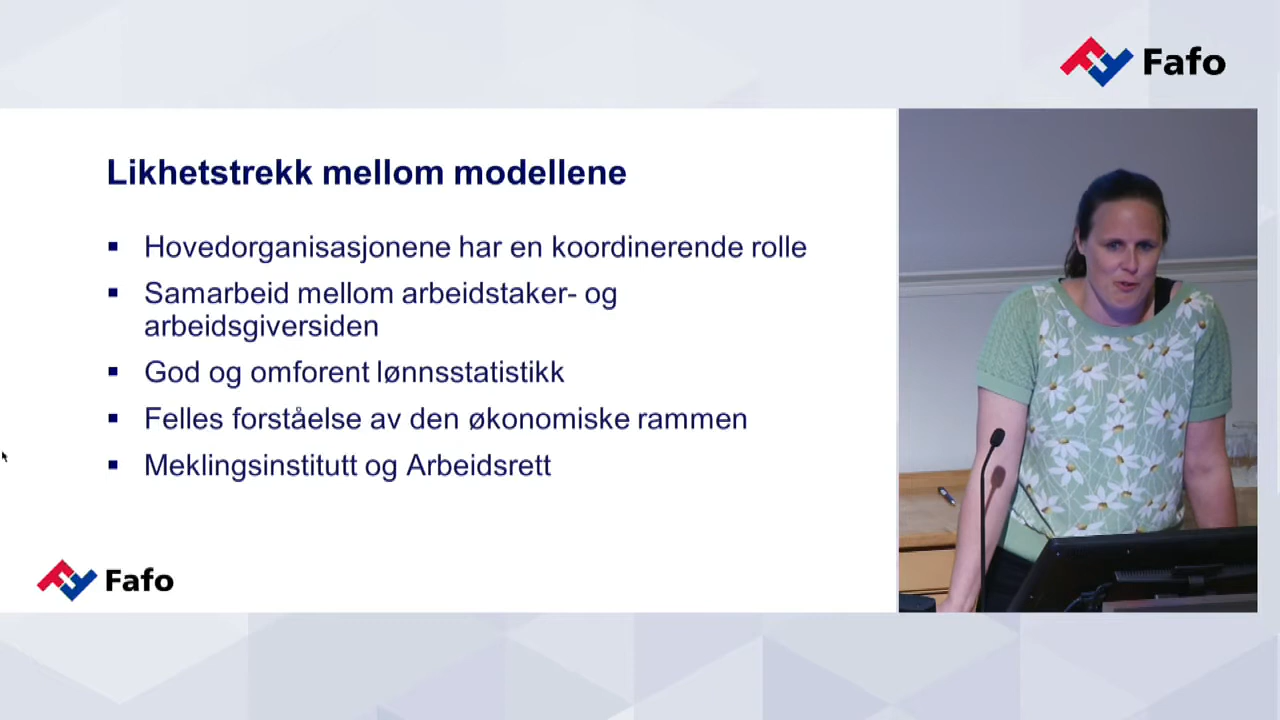 Fafo
Likhetstrekk mellom modellene
Hovedorganisasjonene har en koordinerende rolle
Samarbeid mellom arbeidstaker- og
arbeidsgiversiden
God og omforent lønnsstatistikk
Felles forståelse av den økonomiske rammen
Meklingsinstitutt og Arbeidsrett
Fafo